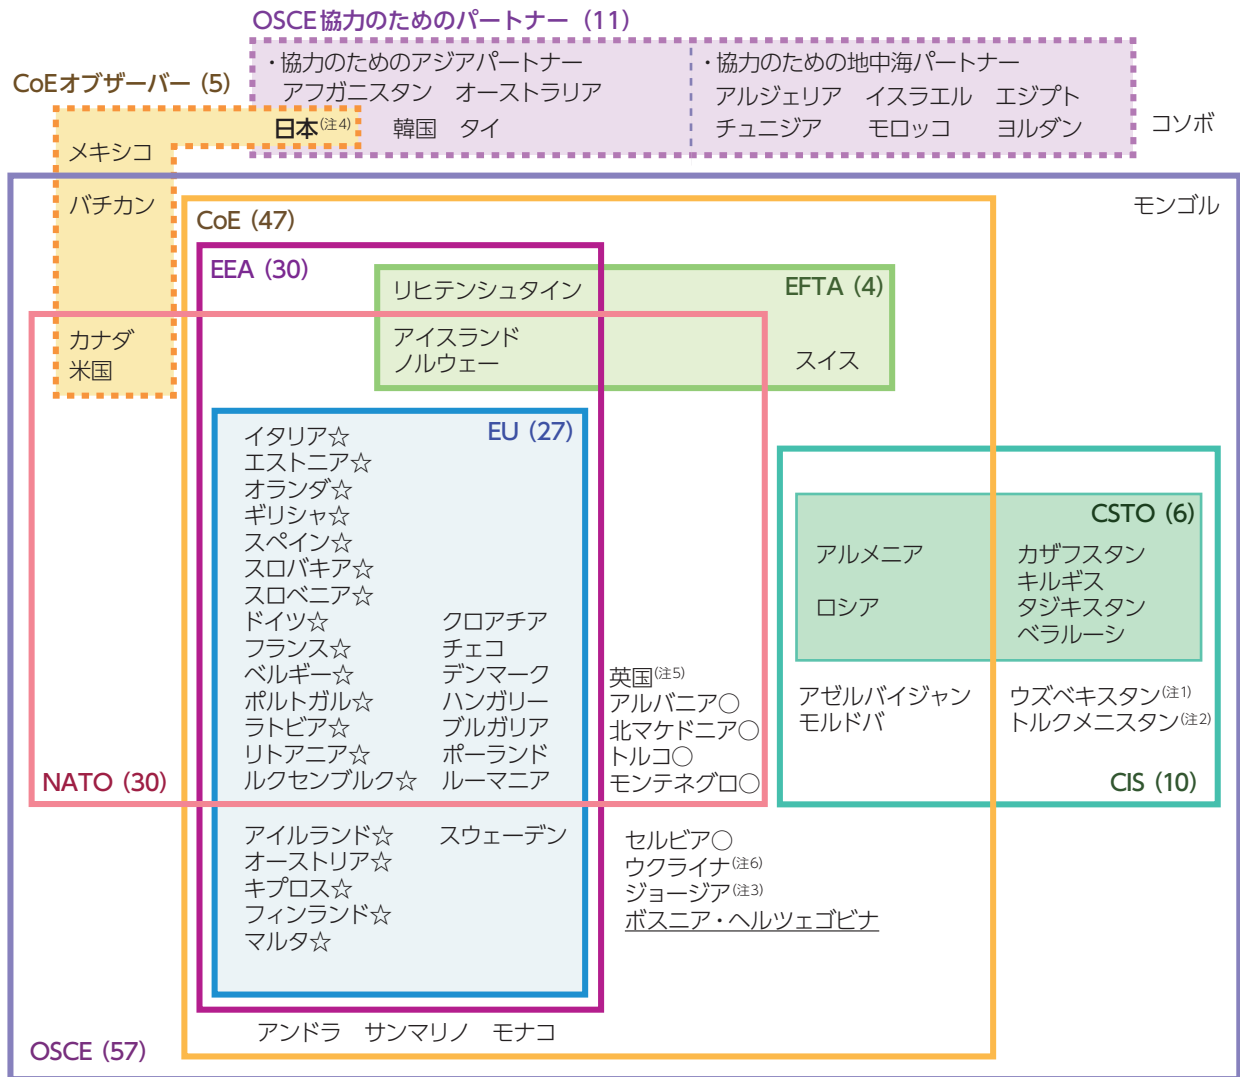 OSCE協力のためのパートナー（11）
・協力のためのアジアパートナー
アフガニスタン オーストラリア
日本(注4) 韓国 タイ
・協力のための地中海パートナー
アルジェリア イスラエル エジプト
チュニジア モロッコ ヨルダン
コソボ
CoEオブザーバー（5）
メキシコ
バチカン
カナダ
米国
モンゴル
CoE（47）
EEA（30）
EFTA（4）
リヒテンシュタイン
アイスランド
ノルウェー
スイス
EU（27）
イタリア☆
エストニア☆
オランダ☆
ギリシャ☆
スペイン☆
スロバキア☆
スロベニア☆
ドイツ☆ クロアチア
フランス☆ チェコ
ベルギー☆ デンマーク
ポルトガル☆ ハンガリー
ラトビア☆ ブルガリア
リトアニア☆ ポーランド
ルクセンブルク☆ ルーマニア
英国(注5)
アルバニア○
北マケドニア○
トルコ○
モンテネグロ○
NATO（30）
CSTO（6）
アルメニア カザフスタン
キルギス
ロシア タジキスタン
ベラルーシ
アゼルバイジャン ウズベキスタン(注1)
モルドバ トルクメニスタン(注2)
CIS（10）
アイルランド☆ スウェーデン
オーストリア☆
キプロス☆
フィンランド☆
マルタ☆
セルビア○
ウクライナ(注6)
ジョージア(注3)
ボスニア・ヘルツェゴビナ
アンドラ サンマリノ モナコ
OSCE（57）